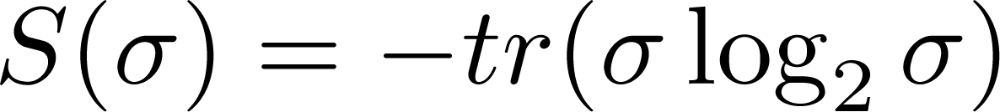 S(σ) = −tr(σ log₂ σ)